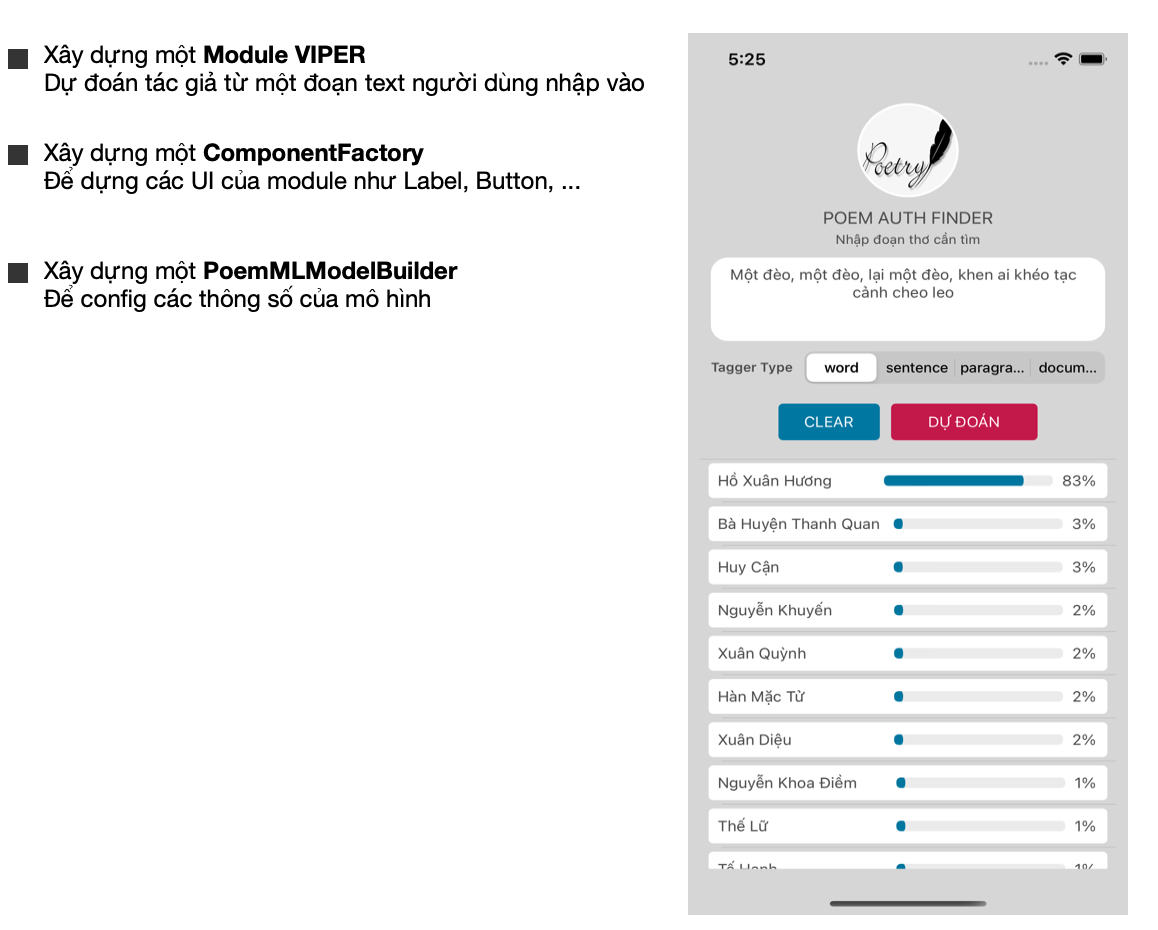 Xây dựng một Module VIPER
Dự đoán tác giả từ một đoạn text người dùng nhập vào
Xây dựng một ComponentFactory
Để dựng các UI của module như Label, Button, ...
Xây dựng một PoemMLModelBuilder
Để config các thông số của mô hình
5:25
Poetry
POEM AUTH FINDER
Nhập đoạn thơ cần tìm
Một đèo, một đèo, lại một đèo, khen ai khéo tạc
cảnh cheo leo
Tagger Type word sentence paragra... docum...
CLEAR DỰ ĐOÁN
Hồ Xuân Hương 83%
Bà Huyện Thanh Quan 3%
Huy Cận 3%
Nguyễn Khuyến 2%
Xuân Quỳnh 2%
Hàn Mặc Tử 2%
Xuân Diệu 2%
Nguyễn Khoa Điềm 1%
Thế Lữ 1%
Tế Hanh 1%